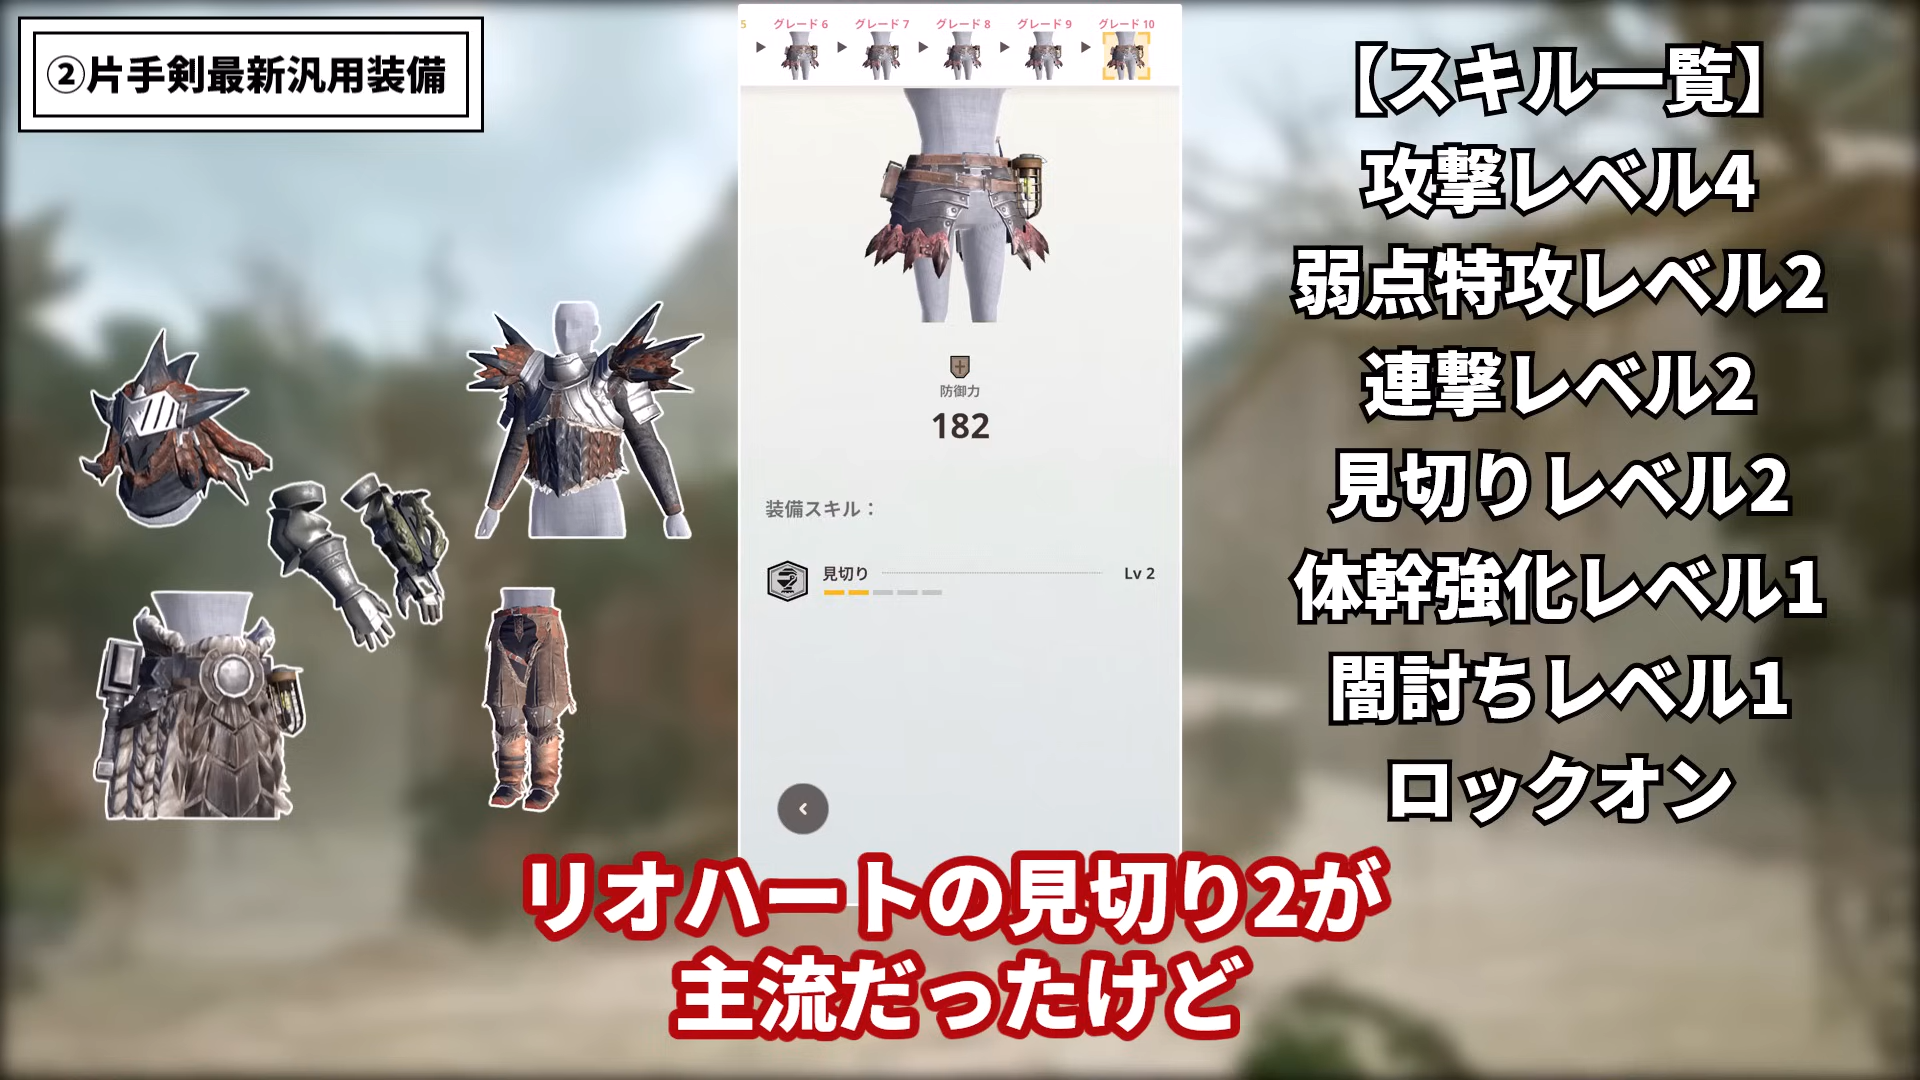 ②片手剣最新汎用装備
5 グレード6 グレード7 グレード8 グレード9 グレード10
防御力
182
装備スキル：
見切り Lv 2
【スキル一覧】
攻撃レベル4
弱点特攻レベル2
連撃レベル2
見切りレベル2
体幹強化レベル1
闇討ちレベル1
ロックオン
リオハートの見切り2が
主流だったけど